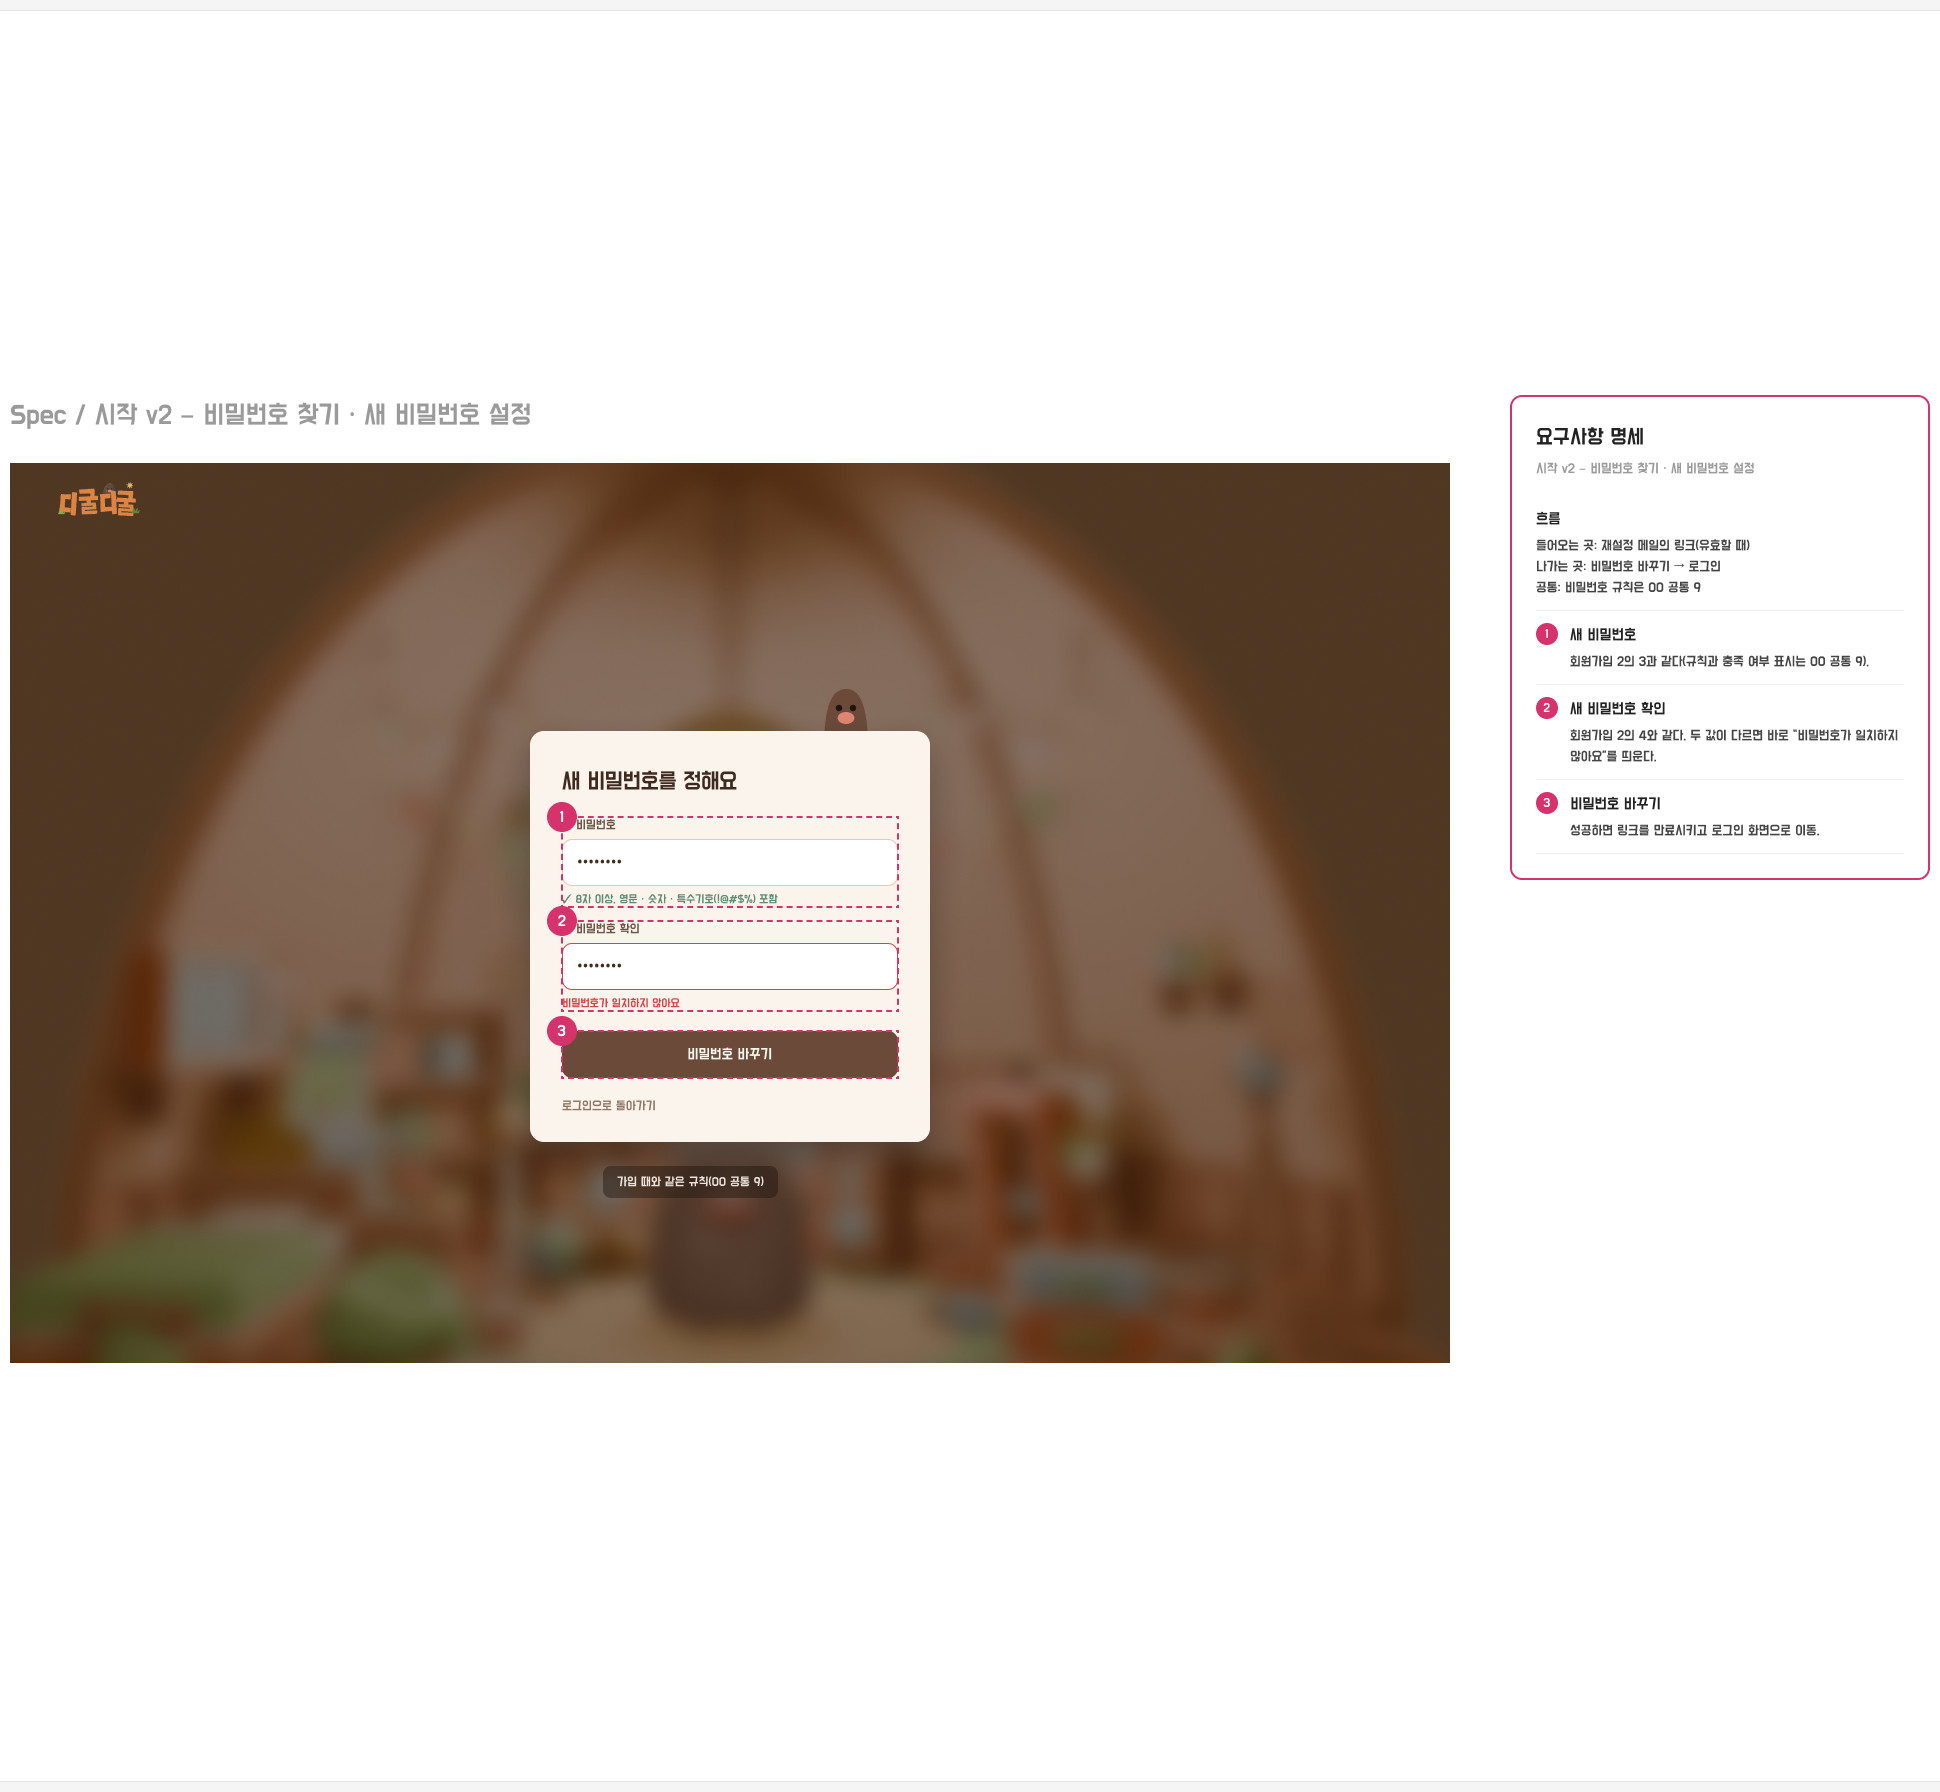 Spec / 시작 v2 – 비밀번호 찾기 · 새 비밀번호 설정
디굴디굴
새 비밀번호를 정해요
1 비밀번호
••••••••
✓ 8자 이상, 영문 · 숫자 · 특수기호(!@#$%) 포함
2 비밀번호 확인
••••••••
비밀번호가 일치하지 않아요
3
비밀번호 바꾸기
로그인으로 돌아가기
가입 때와 같은 규칙(00 공통 9)
요구사항 명세
시작 v2 – 비밀번호 찾기 · 새 비밀번호 설정
흐름
들어오는 곳: 재설정 메일의 링크(유효할 때)
나가는 곳: 비밀번호 바꾸기 → 로그인
공통: 비밀번호 규칙은 00 공통 9
1 새 비밀번호
회원가입 2의 3과 같다(규칙과 충족 여부 표시는 00 공통 9).
2 새 비밀번호 확인
회원가입 2의 4와 같다. 두 값이 다르면 바로 "비밀번호가 일치하지
않아요"를 띄운다.
3 비밀번호 바꾸기
성공하면 링크를 만료시키고 로그인 화면으로 이동.